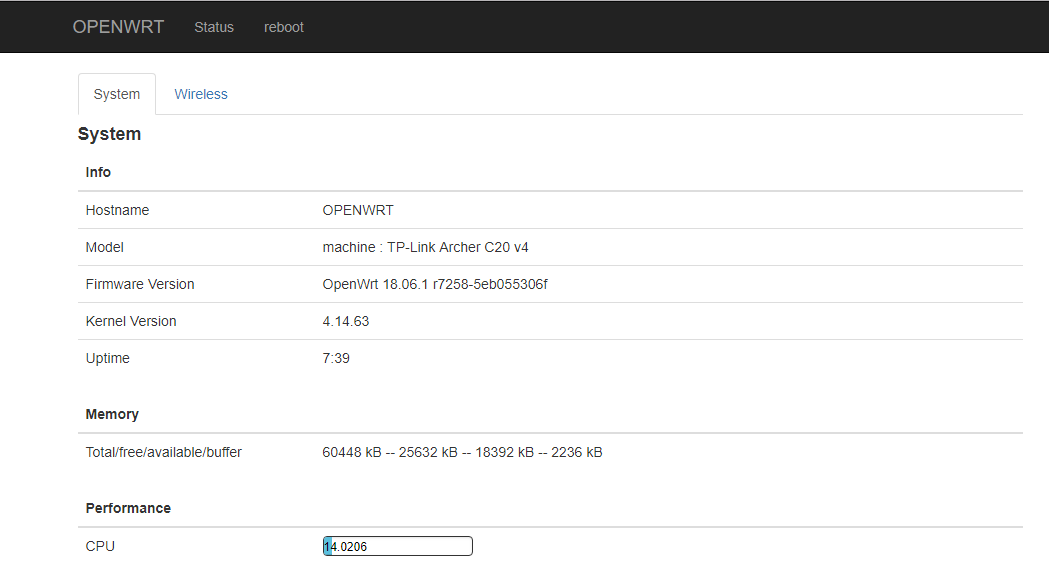 OPENWRT Status reboot
System Wireless
System
Info
Hostname OPENWRT
Model machine : TP-Link Archer C20 v4
Firmware Version OpenWrt 18.06.1 r7258-5eb055306f
Kernel Version 4.14.63
Uptime 7:39
Memory
Total/free/available/buffer 60448 kB -- 25632 kB -- 18392 kB -- 2236 kB
Performance
CPU 14.0206